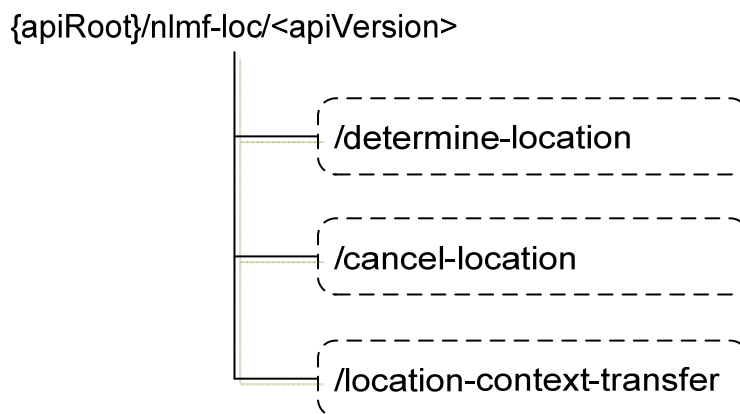 {apiRoot}/nlmf-loc/<apiVersion>
/determine-location
/cancel-location
/location-context-transfer